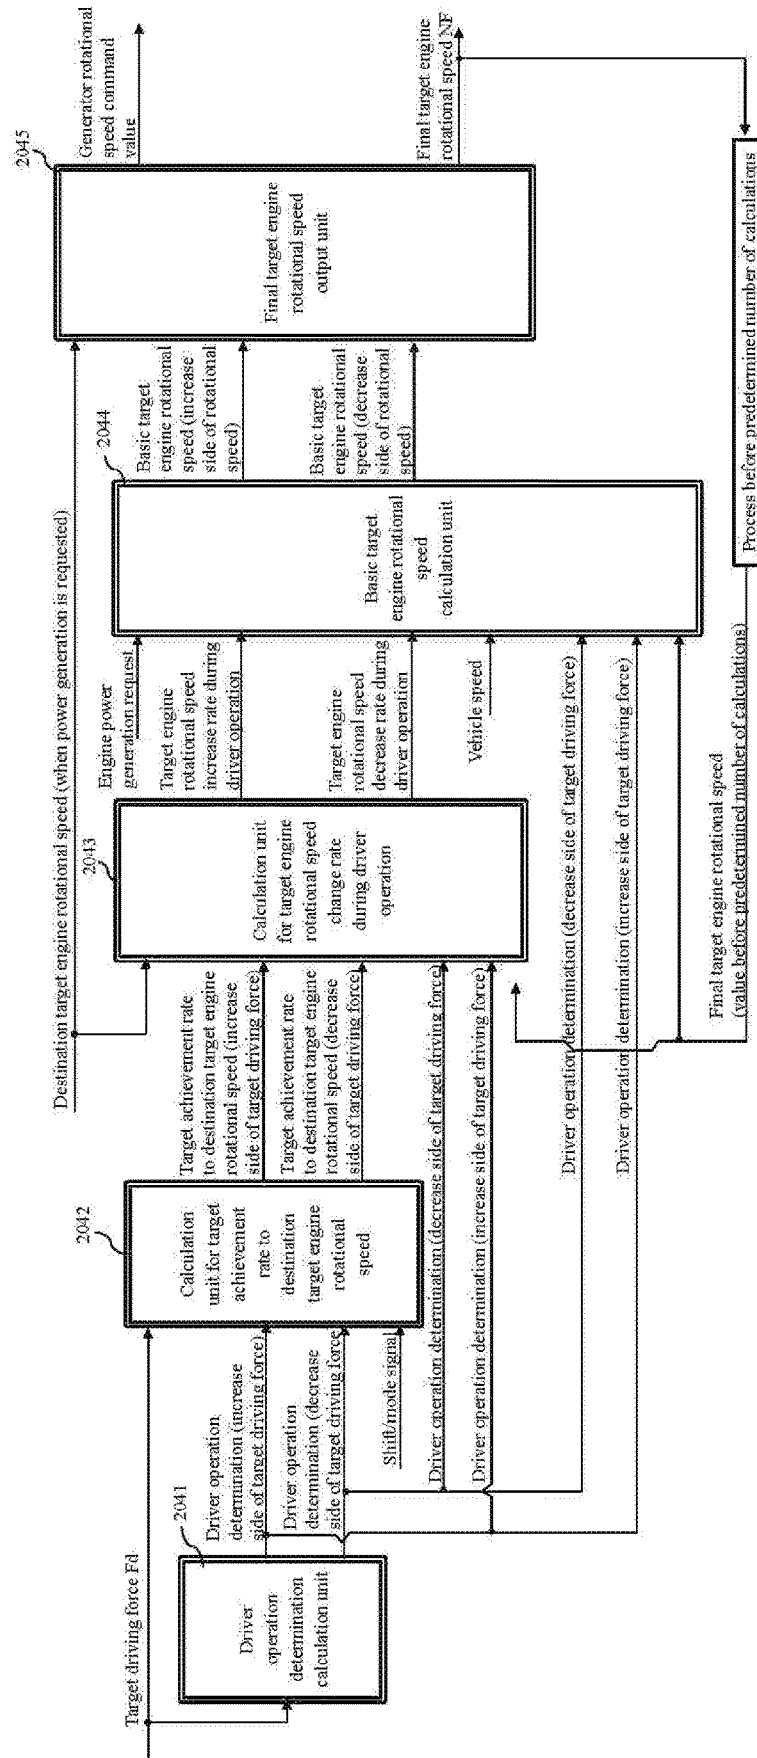 Target driving force Fd
2041
Driver
operation
determination
calculation unit
Driver operation
determination (increase
side of target driving force)
Driver operation
determination (decrease
side of target driving force
Shift/mode signal
2042
Calculation
unit for target
achievement
rate to
destination
target engine
rotational
speed
Driver operation determination (decrease side of target driving force)
Driver operation determination (increase side of target driving force)
Destination target engine rotational speed (when power generation is requested)
Target achievement rate
to destination target engine
rotational speed (increase
side of target driving force)
Target achievement rate
to destination target engine
rotational speed (decrease
side of target driving force)
2043
Calculation unit
for target engine
rotational speed
change rate
during driver
operation
Engine power
generation request
Target engine
rotational speed
increase rate during
driver operation
Target engine
rotational speed
decrease rate during
driver operation
Vehicle speed
Driver operation determination (decrease side of target driving force)
Driver operation determination (increase side of target driving force)
Final target engine rotational speed
(value before predetermined number of calculations)
2044
Basic target
engine rotational
speed
calculation unit
Basic target
engine rotational
speed (increase
side of rotational
speed)
Basic target
engine rotational
speed (decrease
side of rotational
speed)
2045
Final target engine
rotational speed
output unit
Generator rotational
speed command
value
Final target engine
rotational speed NF
Process before predetermined number of calculations